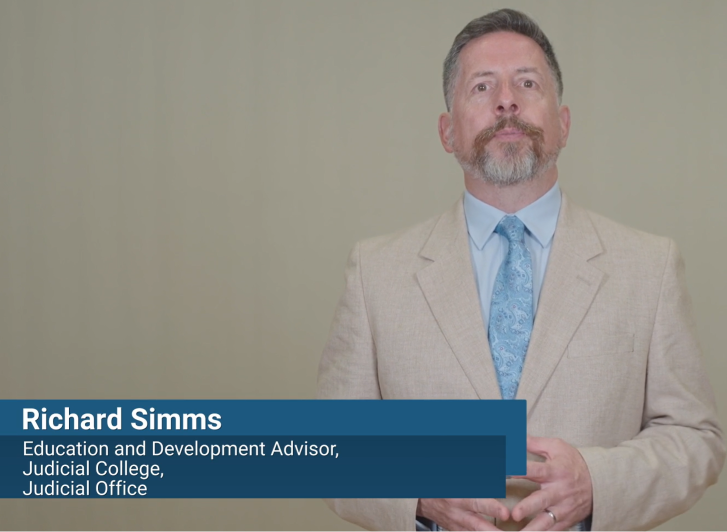 Richard Simms
Education and Development Advisor,
Judicial College,
Judicial Office